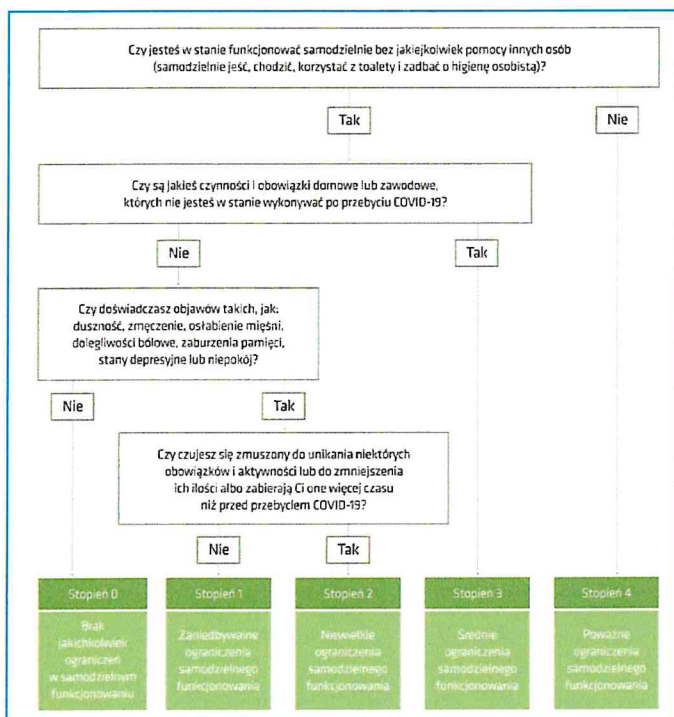 Czy jesteś w stanie funkcjonować samodzielnie bez jakiejkolwiek pomocy innych osób
(samodzielnie jeść, chodzić, korzystać z toalety i zadbać o higienę osobistą)?
Tak
Nie
Czy są jakieś czynności i obowiązki domowe lub zawodowe,
których nie jesteś w stanie wykonywać po przebyciu COVID-19?
Nie
Tak
Czy doświadczasz objawów takich, jak:
duszność, zmęczenie, osłabienie mięśni,
dolegliwości bólowe, zaburzenia pamięci,
stany depresyjne lub niepokój?
Nie
Tak
Czy czujesz się zmuszony do unikania niektórych
obowiązków i aktywności lub do zmniejszenia
ich ilości albo zabierają Ci one więcej czasu
niż przed przebyciem COVID-19?
Nie
Tak
Stopień 0
Brak
jakichkolwiek
ograniczeń
w samodzielnym
funkcjonowaniu
Stopień 1
Zaniedbywalne
ograniczenia
samodzielnego
funkcjonowania
Stopień 2
Niewielkie
ograniczenia
samodzielnego
funkcjonowania
Stopień 3
Średnie
ograniczenia
samodzielnego
funkcjonowania
Stopień 4
Poważne
ograniczenia
samodzielnego
funkcjonowania